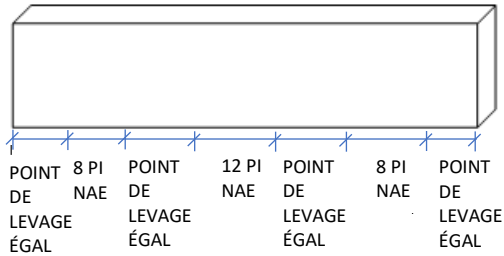 POINT
DE
LEVAGE
ÉGAL
8 PI
NAE
POINT
DE
LEVAGE
ÉGAL
12 PI
NAE
POINT
DE
LEVAGE
ÉGAL
8 PI
NAE
POINT
DE
LEVAGE
ÉGAL